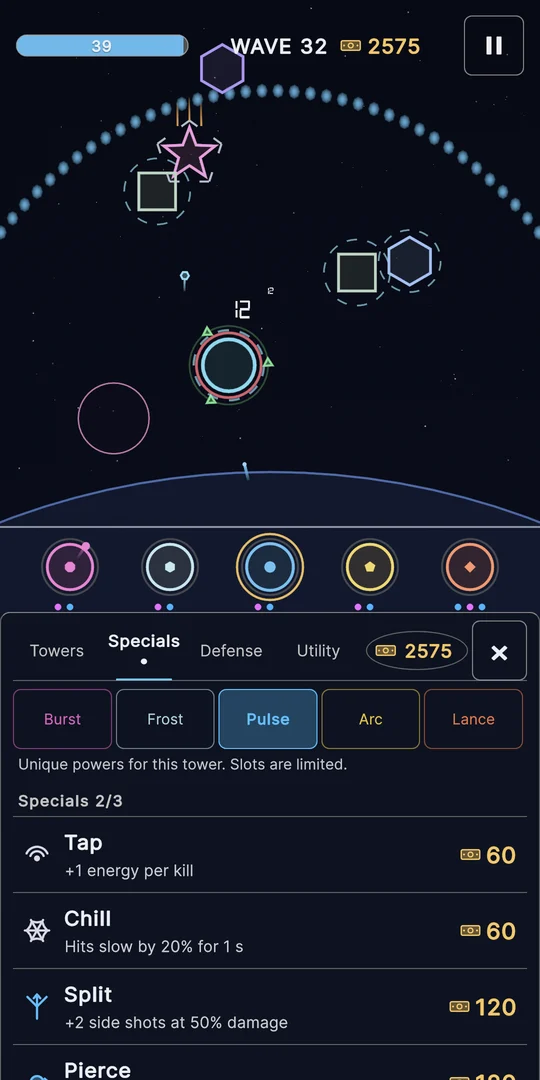 39
WAVE 32
2575
12
12
Towers
Specials
Defense
Utility
2575
Burst
Frost
Pulse
Arc
Lance
Unique powers for this tower. Slots are limited.
Specials 2/3
Tap
60
+1 energy per kill
Chill
60
Hits slow by 20% for 1 s
Split
120
+2 side shots at 50% damage
Pierce